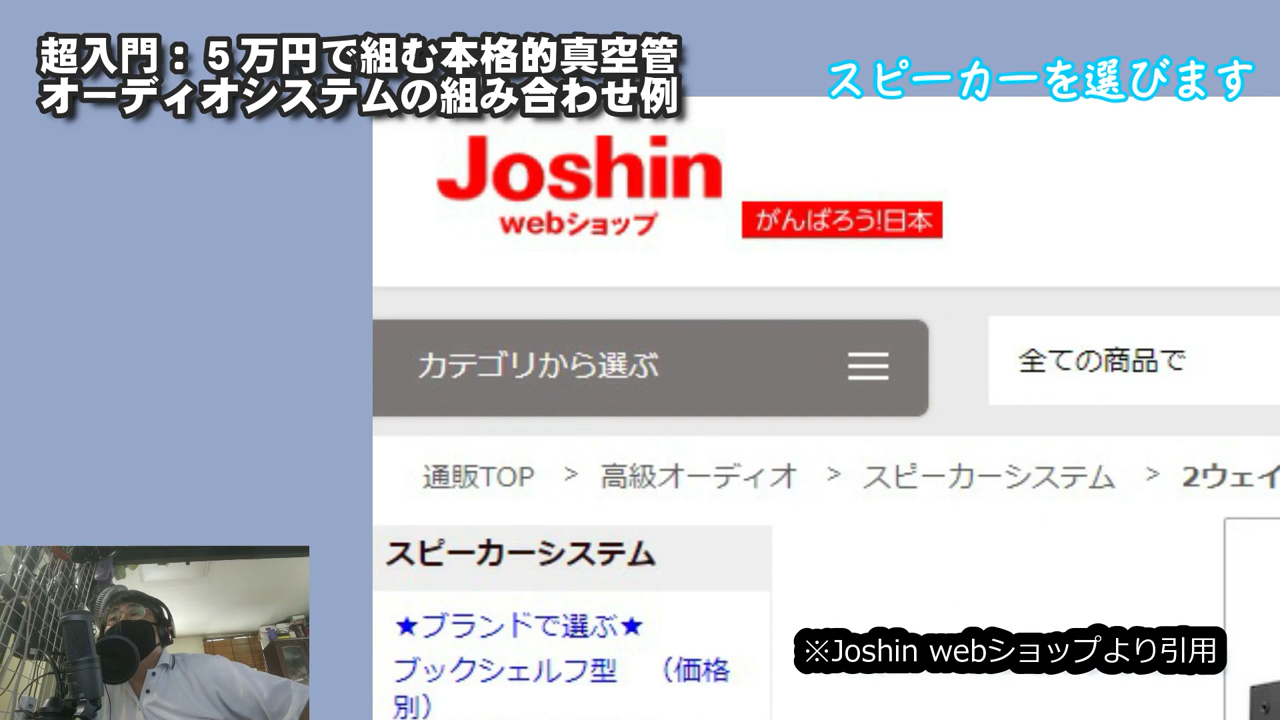 超入門：５万円で組む本格的真空管
オーディオシステムの組み合わせ例
スピーカーを選びます
Joshin
webショップ
がんばろう!日本
カテゴリから選ぶ
全ての商品で
通販TOP > 高級オーディオ > スピーカーシステム > 2ウェイ
スピーカーシステム
★ブランドで選ぶ★
ブックシェルフ型 （価格
別）
※Joshin webショップより引用